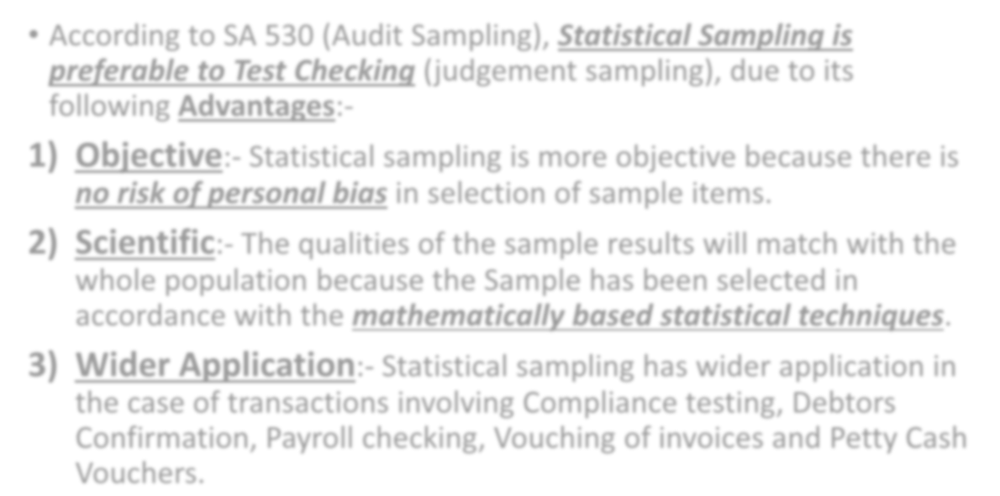 • According to SA 530 (Audit Sampling), Statistical Sampling is
preferable to Test Checking (judgement sampling), due to its
following Advantages:-
1) Objective:- Statistical sampling is more objective because there is
no risk of personal bias in selection of sample items.
2) Scientific:- The qualities of the sample results will match with the
whole population because the Sample has been selected in
accordance with the mathematically based statistical techniques.
3) Wider Application:- Statistical sampling has wider application in
the case of transactions involving Compliance testing, Debtors
Confirmation, Payroll checking, Vouching of invoices and Petty Cash
Vouchers.